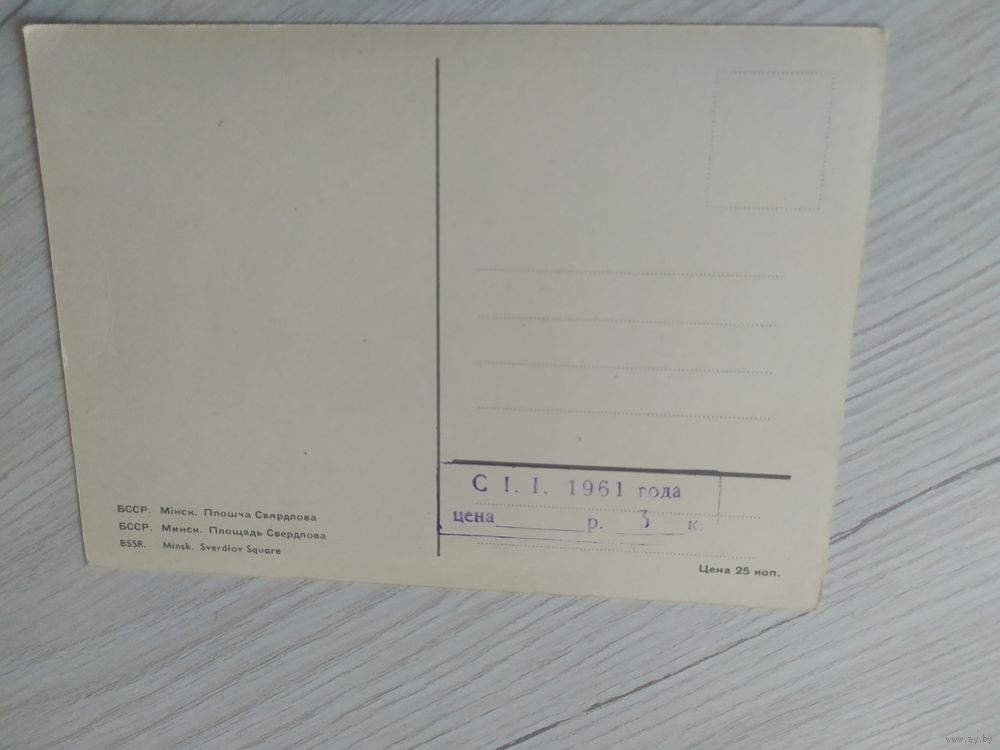 БССР. Мінск. Плошча Свярдлова
БССР. Минск. Площадь Свердлова
BSSR. Minsk. Sverdlov Square
С I. I. 1961 года
цена______р. 3 к.
Цена 25 коп.
www.ay.by